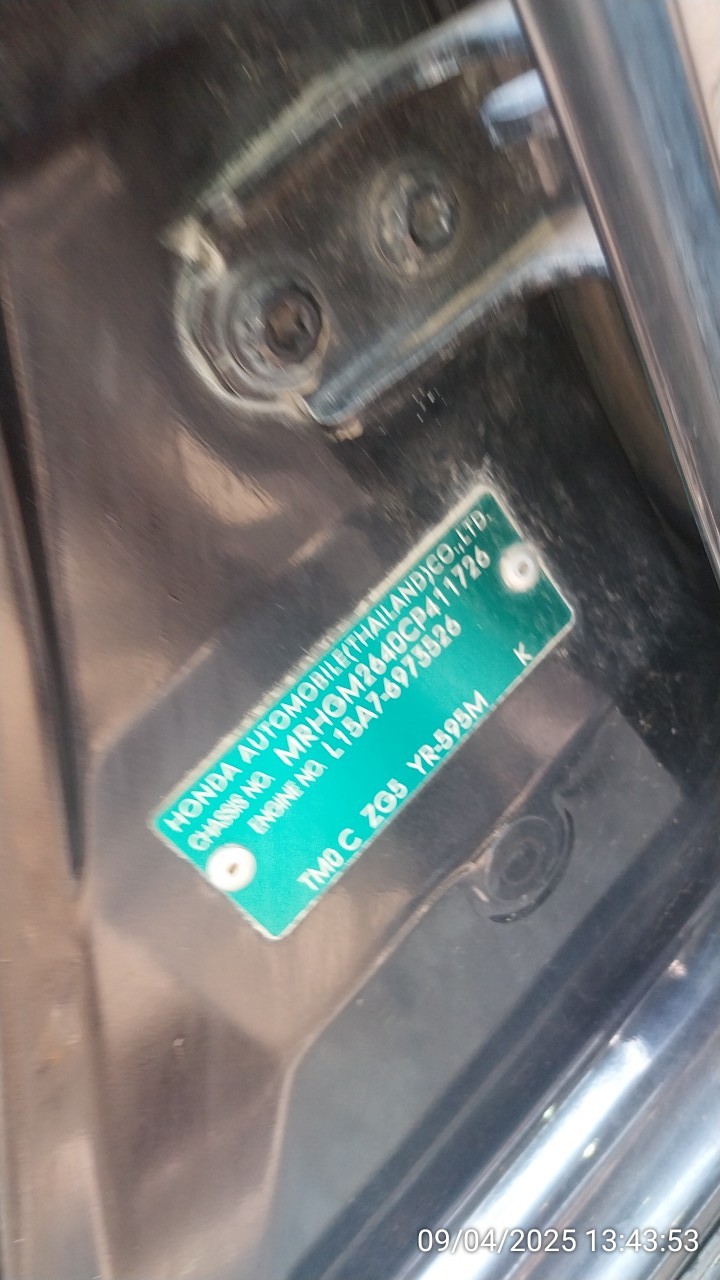 HONDA AUTOMOBILE(THAILAND)CO.,LTD.
CHASSIS NO. MRHGM2640CP411726
ENGINE NO. L15A7-6973526
TM0 C ZG5 YR-595M K
09/04/2025 13:43:53